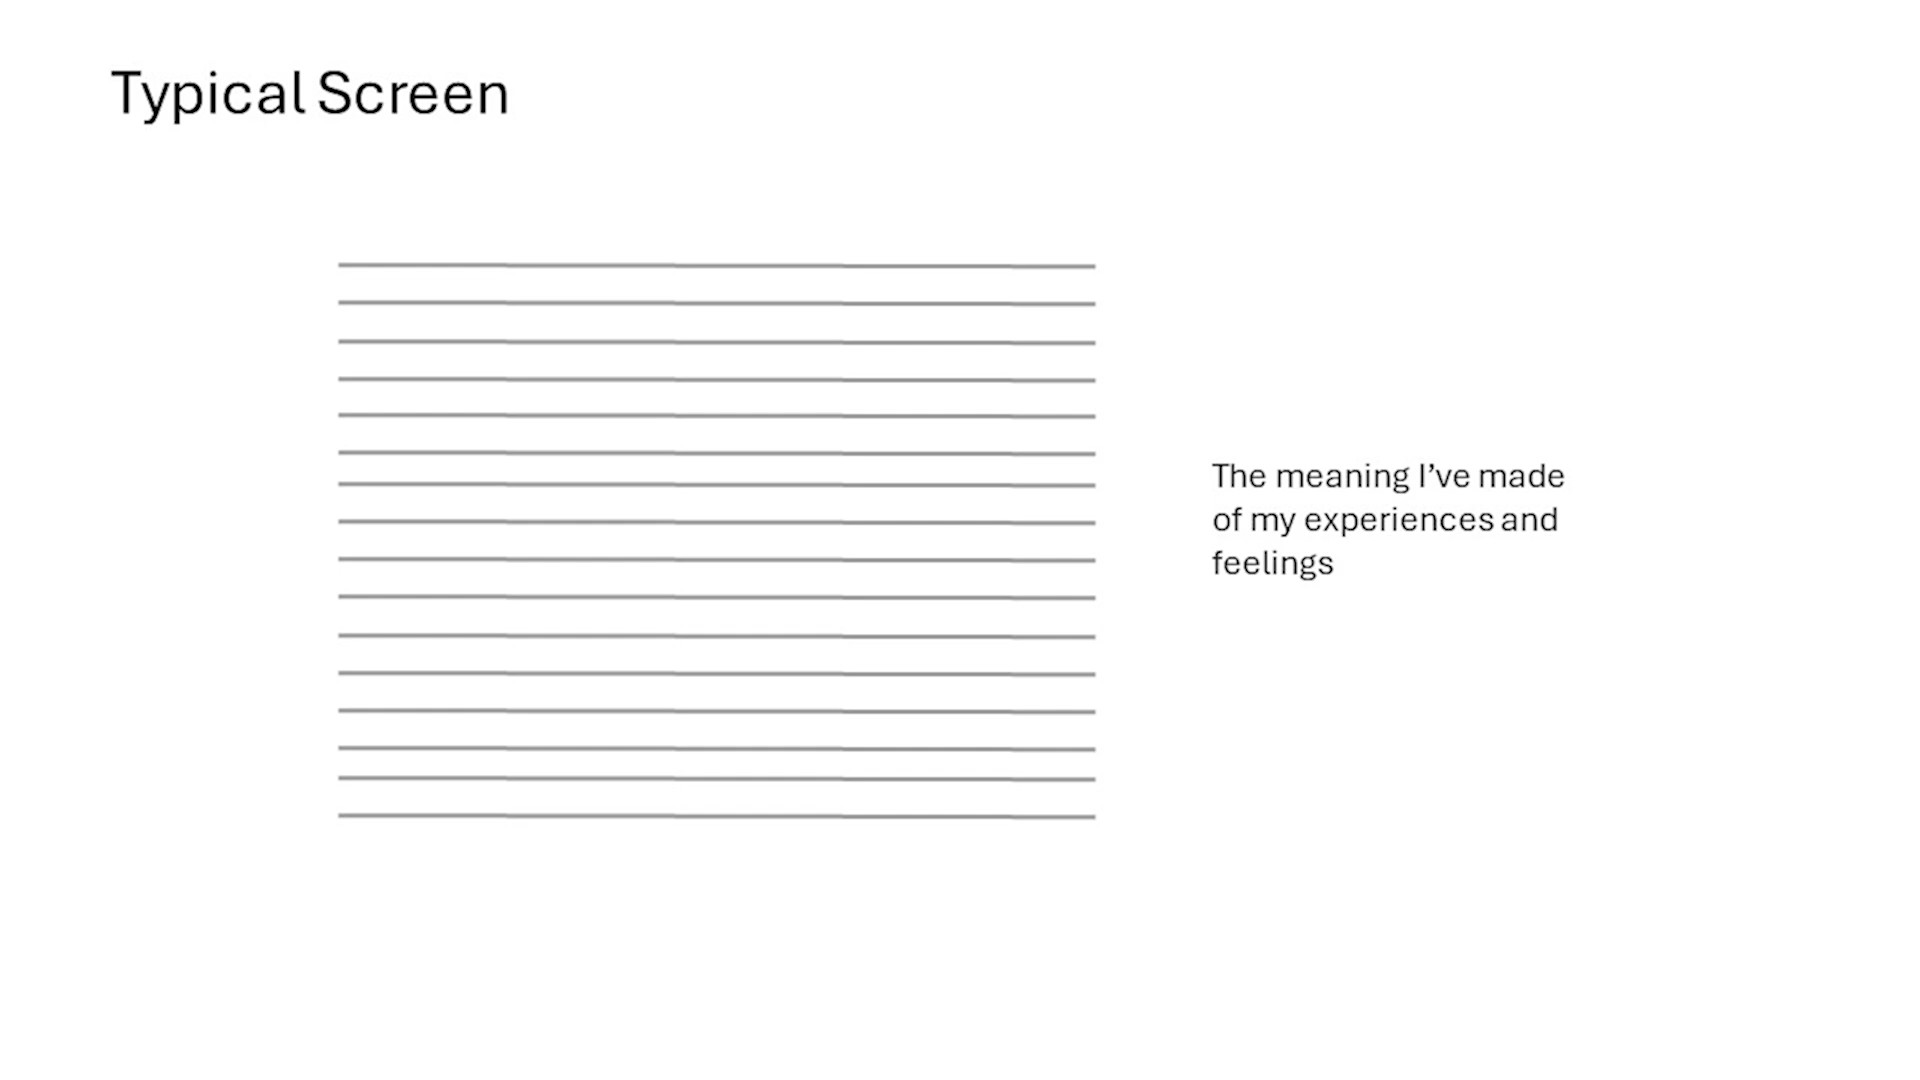 Typical Screen
The meaning I’ve made
of my experiences and
feelings